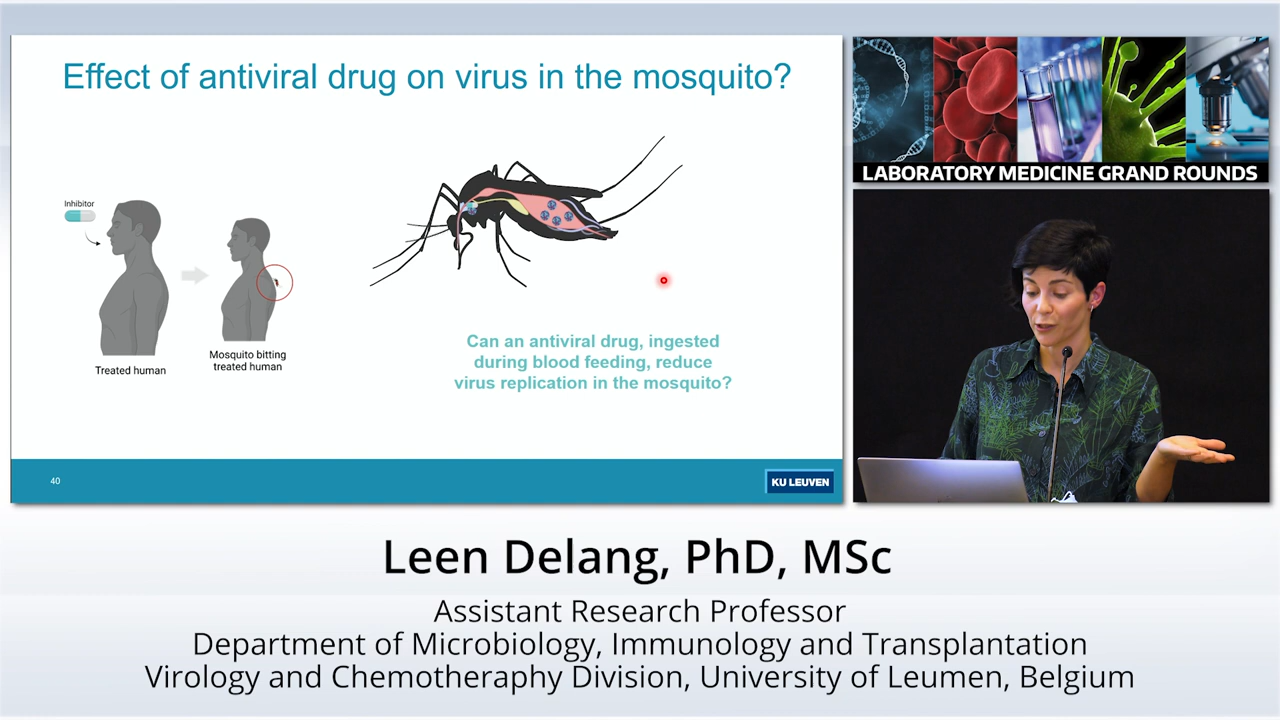 Effect of antiviral drug on virus in the mosquito?
Inhibitor
Treated human
Mosquito bitting
treated human
Can an antiviral drug, ingested
during blood feeding, reduce
virus replication in the mosquito?
40
KU LEUVEN
LABORATORY MEDICINE GRAND ROUNDS
Leen Delang, PhD, MSc
Assistant Research Professor
Department of Microbiology, Immunology and Transplantation
Virology and Chemotheraphy Division, University of Leumen, Belgium